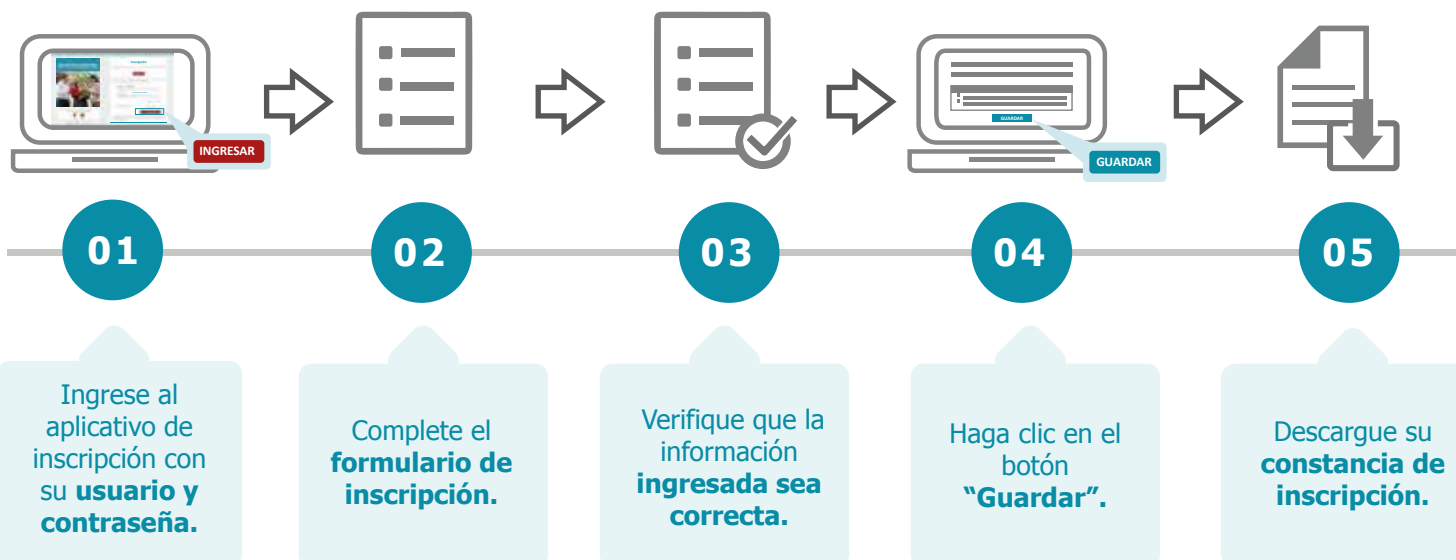 INGRESAR
GUARDAR
GUARDAR
01
02
03
04
05
Ingrese al
aplicativo de
inscripción con
su usuario y
contraseña.
Complete el
formulario de
inscripción.
Verifique que la
información
ingresada sea
correcta.
Haga clic en el
botón
“Guardar”.
Descargue su
constancia de
inscripción.